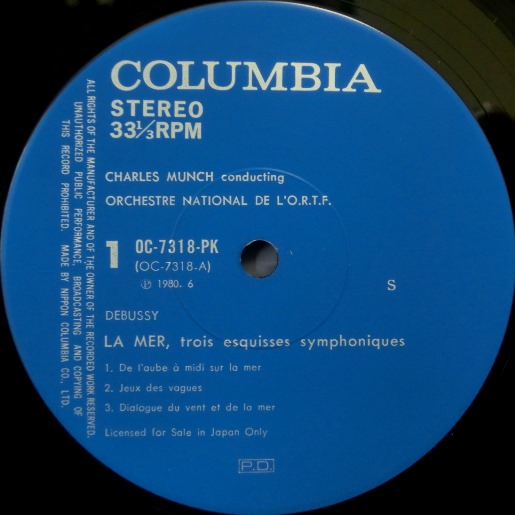 COLUMBIA
STEREO
33⅓RPM
ALL RIGHTS OF THE MANUFACTURER AND OF THE OWNER OF THE RECORDED WORK RESERVED.
UNAUTHORIZED PUBLIC PERFORMANCE, BROADCASTING AND COPYING OF
THIS RECORD PROHIBITED. MADE BY NIPPON COLUMBIA CO., LTD.
CHARLES MUNCH conducting
ORCHESTRE NATIONAL DE L'O.R.T.F.
1 OC-7318-PK
(OC-7318-A)
℗ 1980. 6
S
DEBUSSY
LA MER, trois esquisses symphoniques
1. De l'aube à midi sur la mer
2. Jeux des vagues
3. Dialogue du vent et de la mer
Licensed for Sale in Japan Only
P.D.